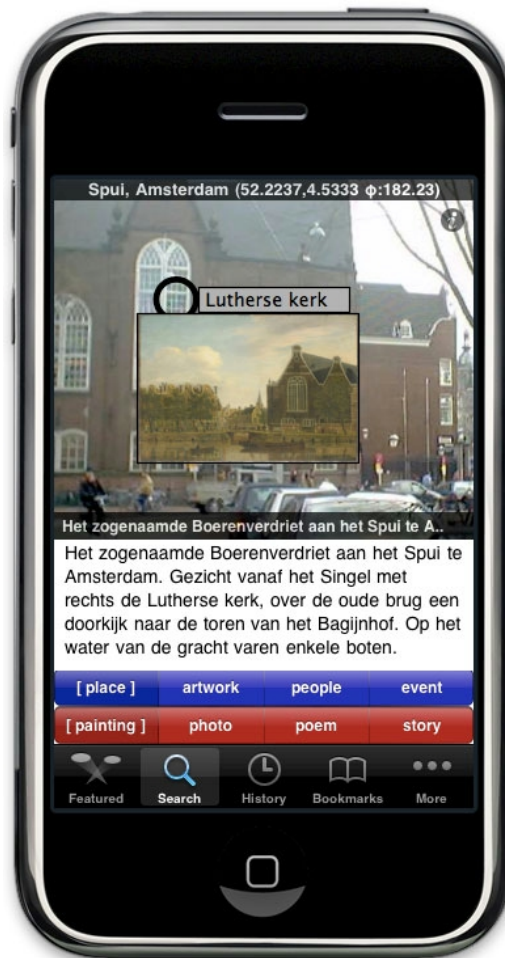 Spui, Amsterdam (52.2237,4.5333 φ:182.23)
Lutherse kerk
Het zogenaamde Boerenverdriet aan het Spui te A..
Het zogenaamde Boerenverdriet aan het Spui te
Amsterdam. Gezicht vanaf het Singel met
rechts de Lutherse kerk, over de oude brug een
doorkijk naar de toren van het Bagijnhof. Op het
water van de gracht varen enkele boten.
[ place ] artwork people event
[ painting ] photo poem story
Featured Search History Bookmarks More